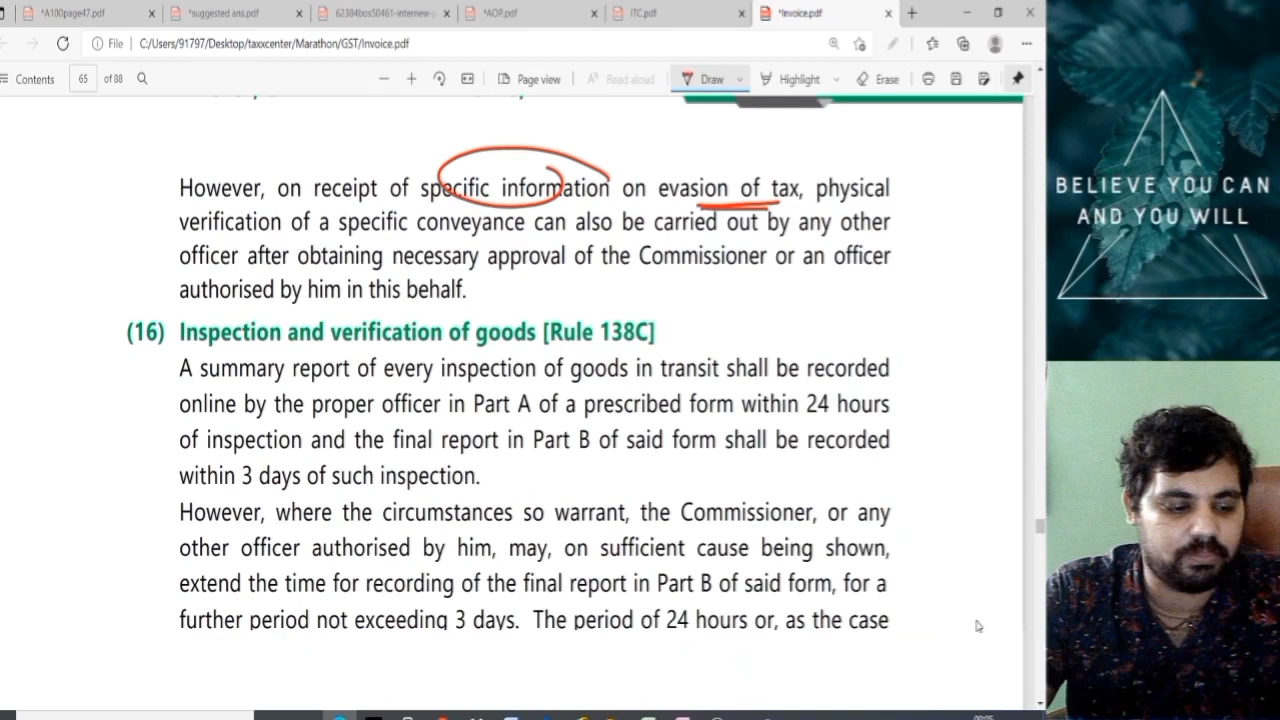 *A100page47.pdf
*suggested ans.pdf
62384bos50461-internew-
*AOP.pdf
ITC.pdf
*Invoice.pdf
File
C:/Users/91797/Desktop/taxxcenter/Marathon/GST/Invoice.pdf
Contents
65
of 88
Page view
Read aloud
Draw
Highlight
Erase
However, on receipt of specific information on evasion of tax, physical
verification of a specific conveyance can also be carried out by any other
officer after obtaining necessary approval of the Commissioner or an officer
authorised by him in this behalf.
(16) Inspection and verification of goods [Rule 138C]
A summary report of every inspection of goods in transit shall be recorded
online by the proper officer in Part A of a prescribed form within 24 hours
of inspection and the final report in Part B of said form shall be recorded
within 3 days of such inspection.
However, where the circumstances so warrant, the Commissioner, or any
other officer authorised by him, may, on sufficient cause being shown,
extend the time for recording of the final report in Part B of said form, for a
further period not exceeding 3 days. The period of 24 hours or, as the case
BELIEVE YOU CAN
AND YOU WILL